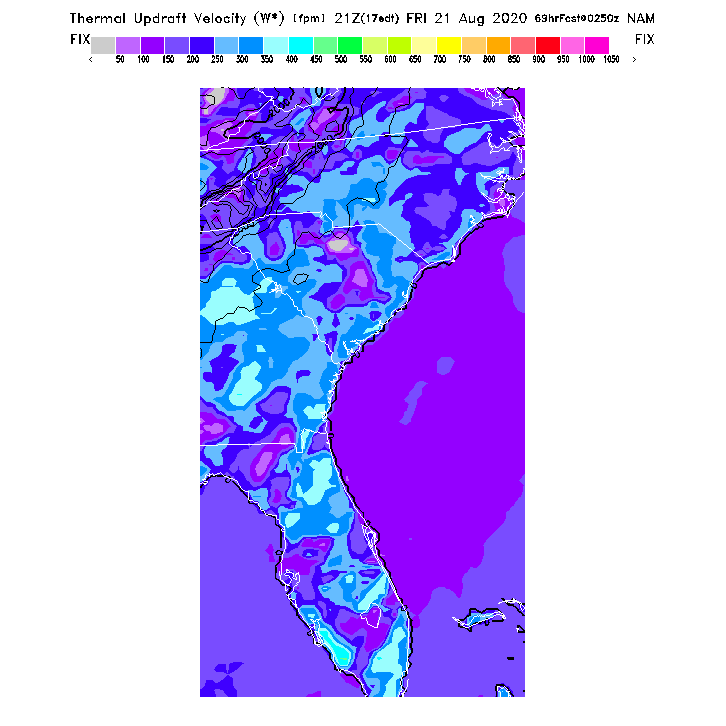 Thermal Updraft Velocity (W*) [fpm] 21Z(17edt) FRI 21 Aug 2020 69hrFcst@0250z NAM
FIX FIX
< 50 100 150 200 250 300 350 400 450 500 550 600 650 700 750 800 850 900 950 1000 1050 >